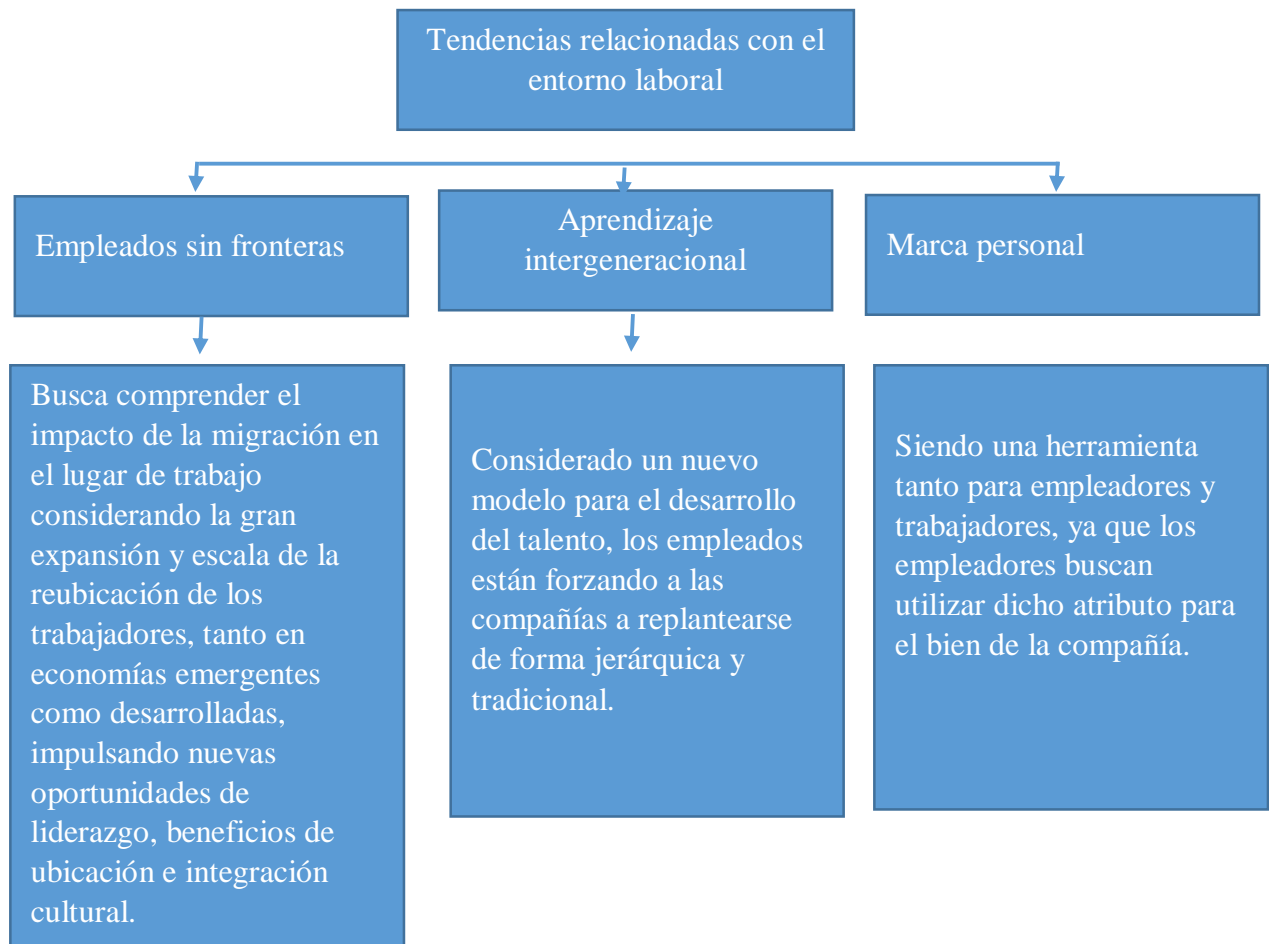 Tendencias relacionadas con el
entorno laboral
Empleados sin fronteras
Aprendizaje
intergeneracional
Marca personal
Busca comprender el
impacto de la migración en
el lugar de trabajo
considerando la gran
expansión y escala de la
reubicación de los
trabajadores, tanto en
economías emergentes
como desarrolladas,
impulsando nuevas
oportunidades de
liderazgo, beneficios de
ubicación e integración
cultural.
Considerado un nuevo
modelo para el desarrollo
del talento, los empleados
están forzando a las
compañías a replantearse
de forma jerárquica y
tradicional.
Siendo una herramienta
tanto para empleadores y
trabajadores, ya que los
empleadores buscan
utilizar dicho atributo para
el bien de la compañía.